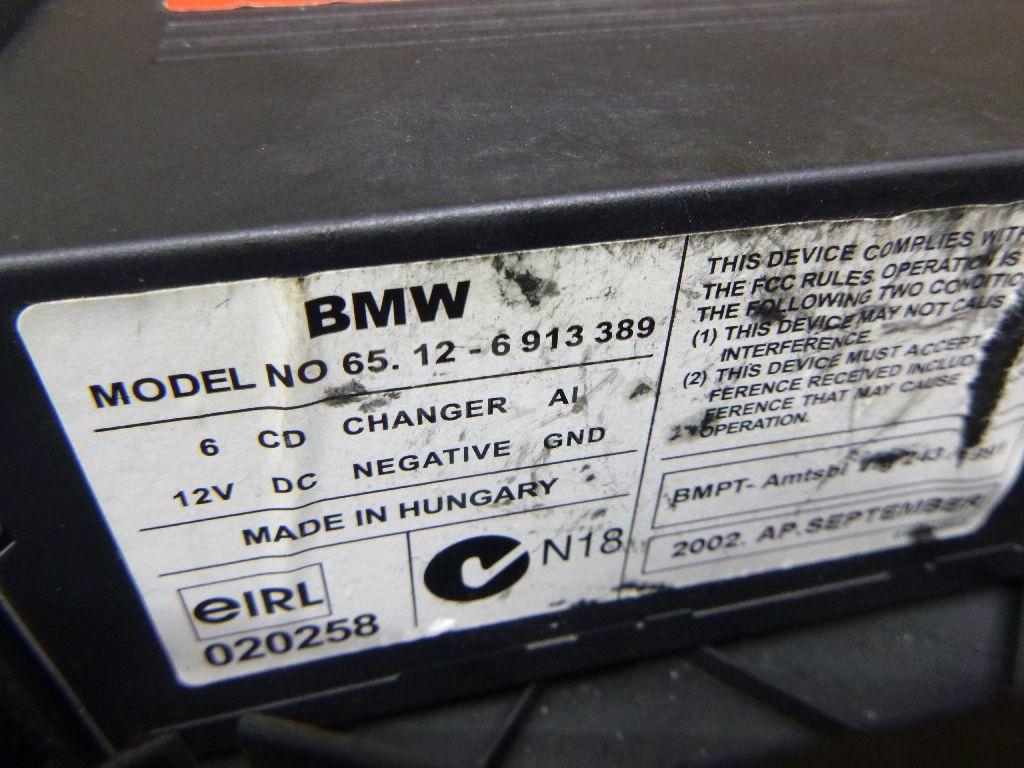 BMW
MODEL NO 65. 12 - 6 913 389
6 CD CHANGER AI
12V DC NEGATIVE GND
MADE IN HUNGARY
eIRL
020258
N18
THIS DEVICE COMPLIES WITH
THE FCC RULES OPERATION IS
THE FOLLOWING TWO
(1) THIS DEVICE MAY NOT
INTERFERENCE
(2) THIS DEVICE MUST ACCEPT
FERENCE RECEIVED
FERENCE THAT MAY CAUSE
OPERATION.
BMPT- Amtsbl 243
2002. AP.SEPTEMBER